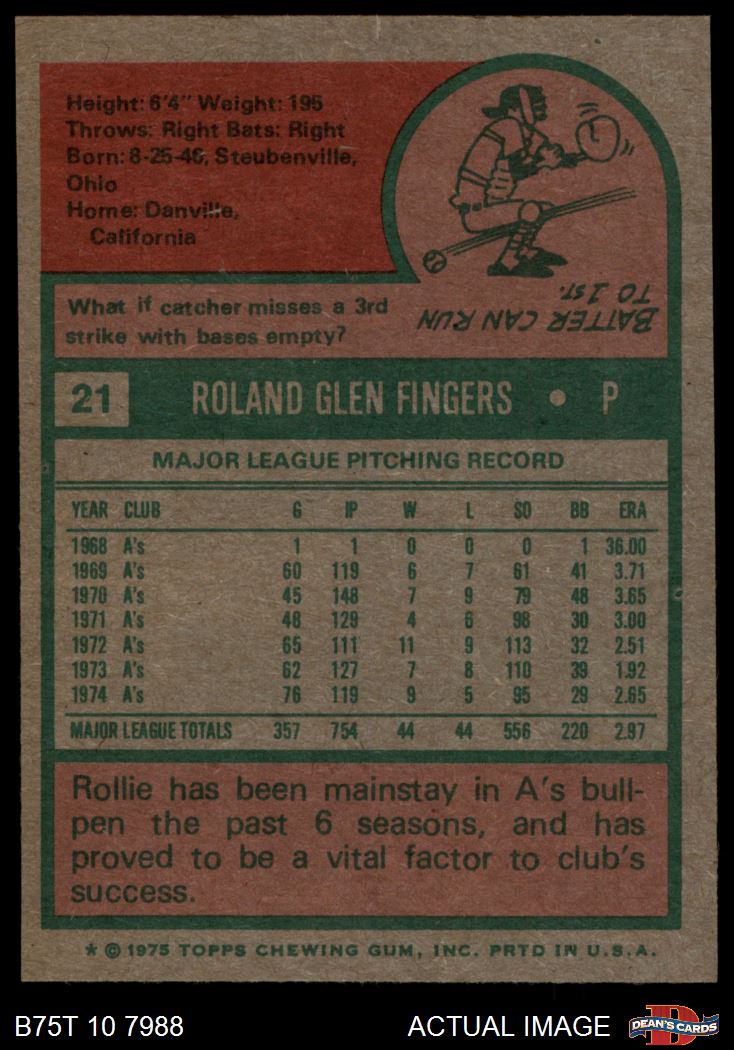 Height: 6'4" Weight: 195
Throws: Right Bats: Right
Born: 8-25-46, Steubenville,
Ohio
Home: Danville,
California
What if catcher misses a 3rd
strike with bases empty?
BATTER CAN RUN
TO 1ST.
21 ROLAND GLEN FINGERS • P
MAJOR LEAGUE PITCHING RECORD
YEAR CLUB G IP W L SO BB ERA
1968 A's 1 1 0 0 0 1 36.00
1969 A's 60 119 6 7 61 41 3.71
1970 A's 45 148 7 9 79 48 3.65
1971 A's 48 129 4 6 98 30 3.00
1972 A's 65 111 11 9 113 32 2.51
1973 A's 62 127 7 8 110 39 1.92
1974 A's 76 119 9 5 95 29 2.65
MAJOR LEAGUE TOTALS 357 754 44 44 556 220 2.97
Rollie has been mainstay in A's bull-
pen the past 6 seasons, and has
proved to be a vital factor to club's
success.
* © 1975 TOPPS CHEWING GUM, INC. PRTD IN U.S.A.
B75T 10 7988 ACTUAL IMAGE D DEAN'S CARDS